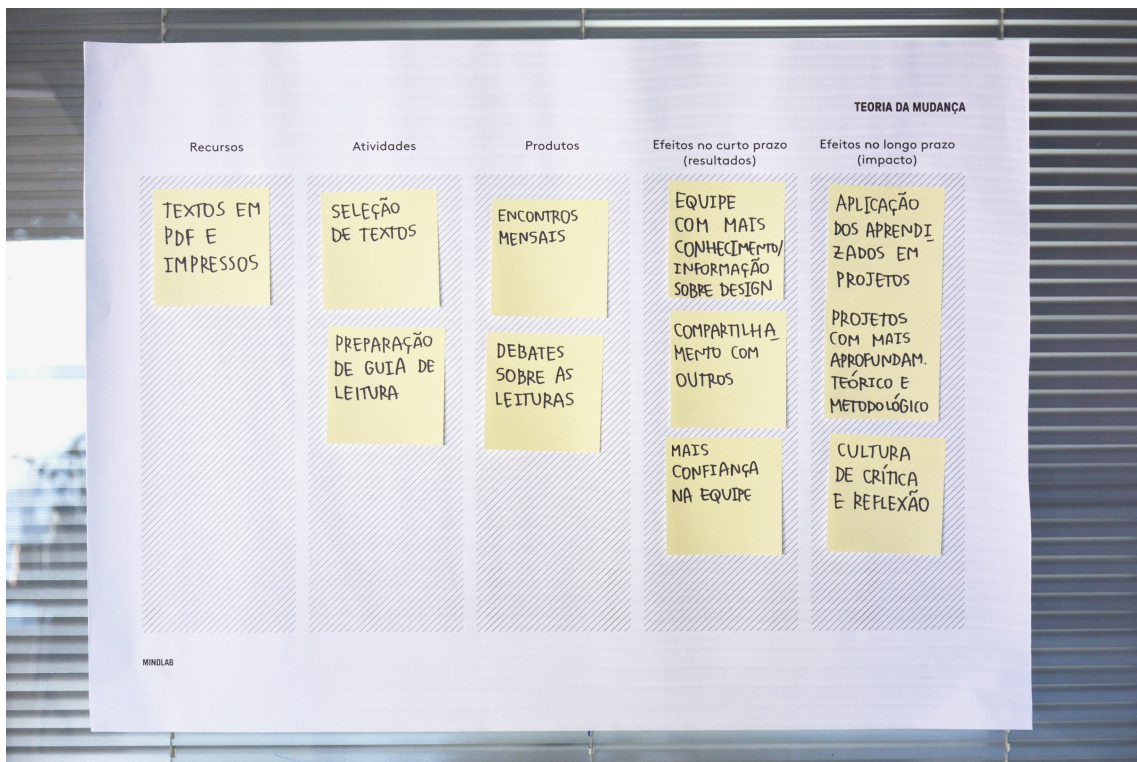 TEORIA DA MUDANÇA
Recursos
TEXTOS EM
PDF E
IMPRESSOS
Atividades
SELEÇÃO
DE TEXTOS
PREPARAÇÃO
DE GUIA DE
LEITURA
Produtos
ENCONTROS
MENSAIS
DEBATES
SOBRE AS
LEITURAS
Efeitos no curto prazo
(resultados)
EQUIPE
COM MAIS
CONHECIMENTO/
INFORMAÇÃO
SOBRE DESIGN
COMPARTILHA
MENTO COM
OUTROS
MAIS
CONFIANÇA
NA EQUIPE
Efeitos no longo prazo
(impacto)
APLICAÇÃO
DOS APRENDI
ZADOS EM
PROJETOS
PROJETOS
COM MAIS
APROFUNDAM.
TEÓRICO E
METODOLÓGICO
CULTURA
DE CRÍTICA
E REFLEXÃO
MINDLAB